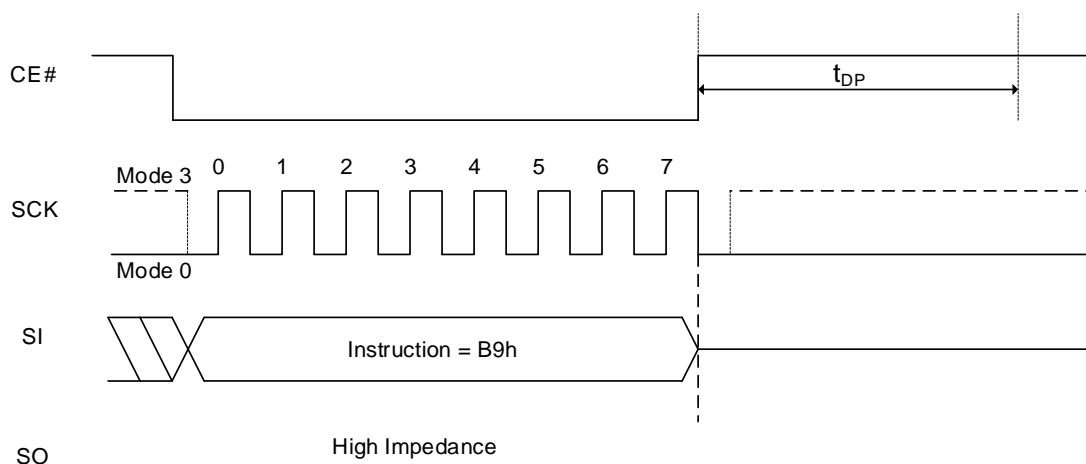 CE#
tDP
Mode 3
0 1 2 3 4 5 6 7
SCK
Mode 0
SI
Instruction = B9h
SO
High Impedance